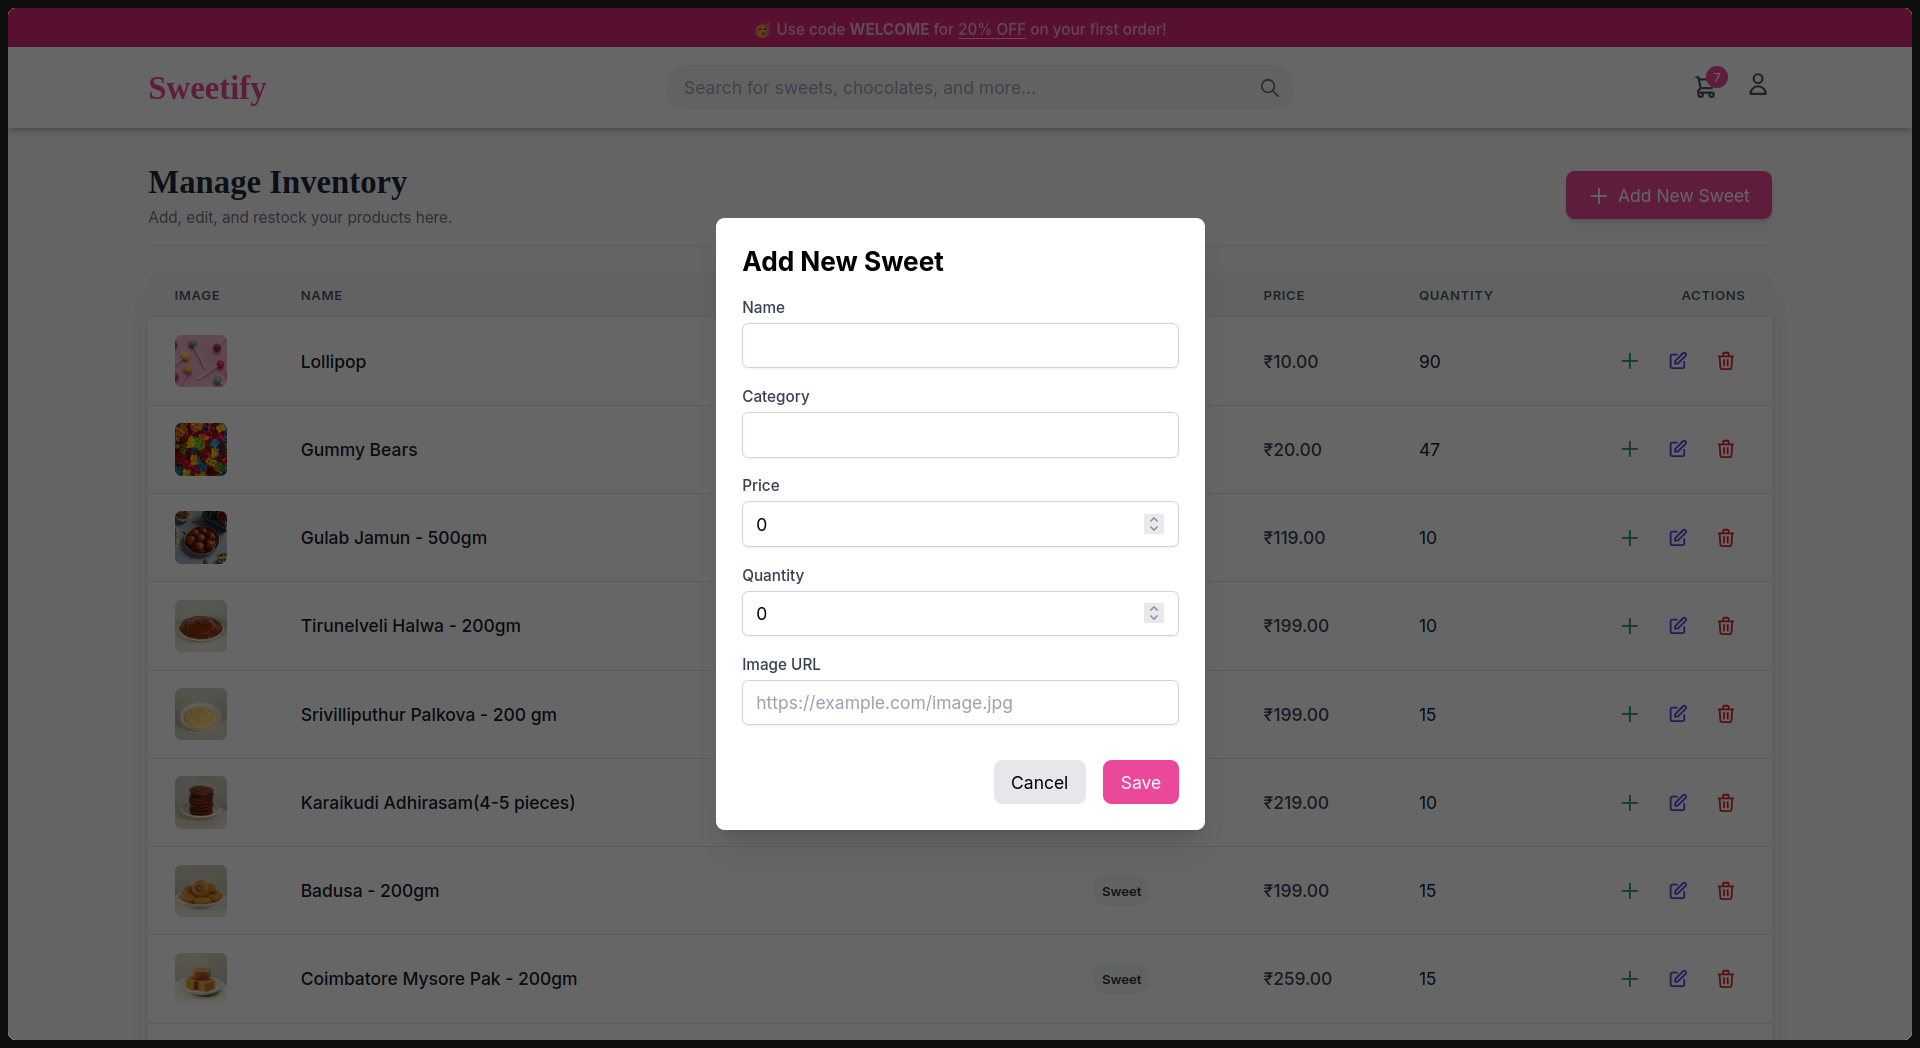 🥳 Use code WELCOME for 20% OFF on your first order!
Sweetify
Search for sweets, chocolates, and more...
7
Manage Inventory
Add, edit, and restock your products here.
Add New Sweet
IMAGE NAME PRICE QUANTITY ACTIONS
Lollipop ₹10.00 90
Gummy Bears ₹20.00 47
Gulab Jamun - 500gm ₹119.00 10
Tirunelveli Halwa - 200gm ₹199.00 10
Srivilliputhur Palkova - 200 gm ₹199.00 15
Karaikudi Adhirasam(4-5 pieces) ₹219.00 10
Badusa - 200gm Sweet ₹199.00 15
Coimbatore Mysore Pak - 200gm Sweet ₹259.00 15
Add New Sweet
Name
Category
Price
0
Quantity
0
Image URL
https://example.com/image.jpg
Cancel Save